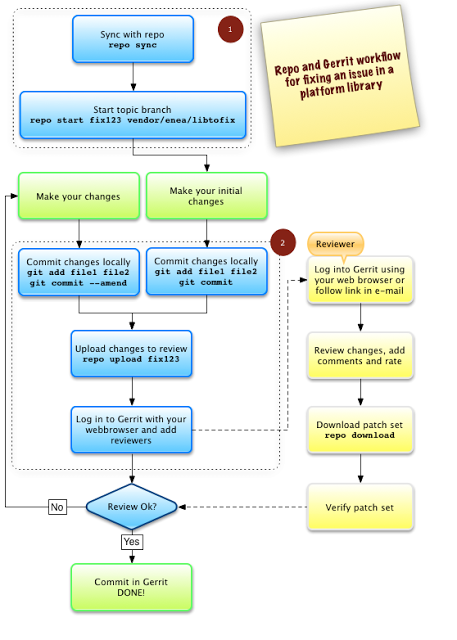 Sync with repo
repo sync
1
Repo and Gerrit workflow
for fixing an issue in a
platform library
Start topic branch
repo start fix123 vendor/enea/libtofix
Make your changes
Make your initial
changes
2
Reviewer
Commit changes locally
git add file1 file2
git commit --amend
Commit changes locally
git add file1 file2
git commit
Log into Gerrit using
your web browser or
follow link in e-mail
Upload changes to review
repo upload fix123
Review changes, add
comments and rate
Log in to Gerrit with your
webbrowser and add
reviewers
Download patch set
repo download
No
Review Ok?
Verify patch set
Yes
Commit in Gerrit
DONE!